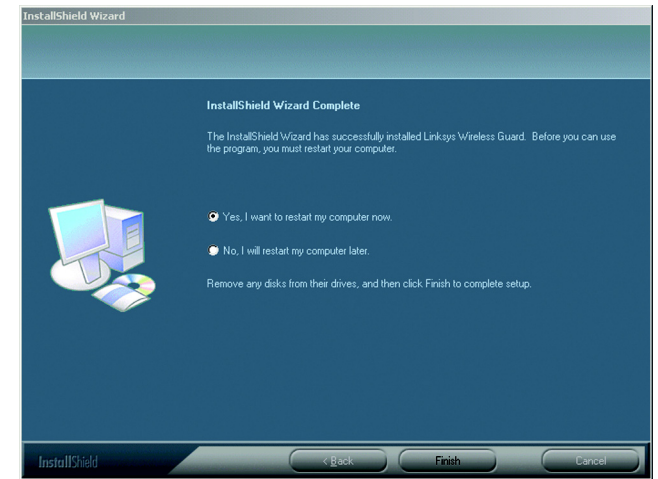 InstallShield Wizard
InstallShield Wizard Complete
The InstallShield Wizard has successfully installed Linksys Wireless Guard. Before you can use
the program, you must restart your computer.
Yes, I want to restart my computer now.
No, I will restart my computer later.
Remove any disks from their drives, and then click Finish to complete setup.
InstallShield
< Back
Finish
Cancel